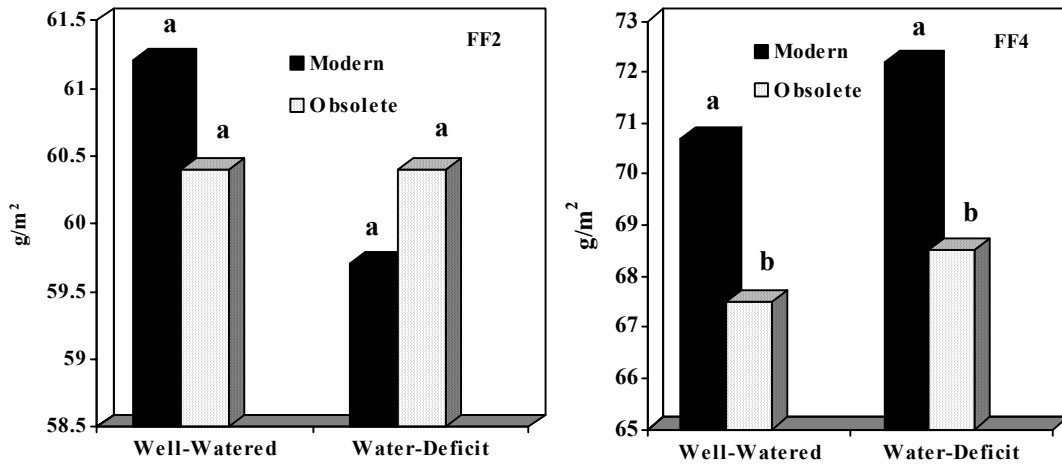 FF2
Modern
Obsolete
g/m²
61.5
61
60.5
60
59.5
59
58.5
a
a
a
a
Well-Watered
Water-Deficit
FF4
Modern
Obsolete
g/m²
73
72
71
70
69
68
67
66
65
a
b
a
b
Well-Watered
Water-Deficit